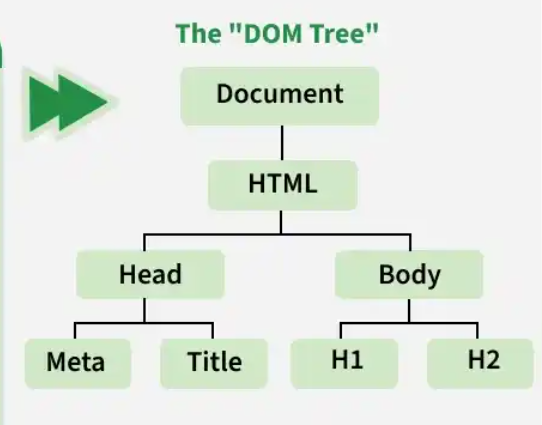 The "DOM Tree"
Document
HTML
Head
Body
Meta
Title
H1
H2